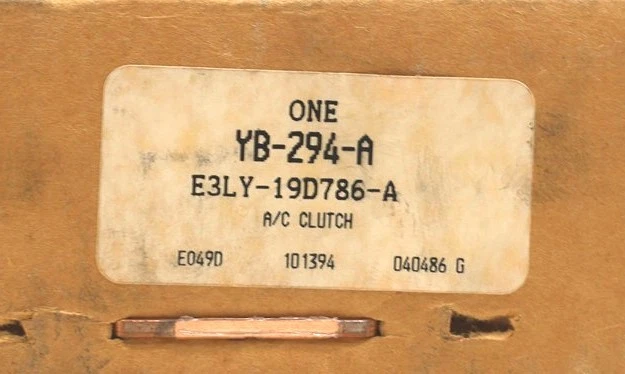 ONE
YB-294-A
E3LY-19D786-A
A/C CLUTCH
E049D 101394 040486 G